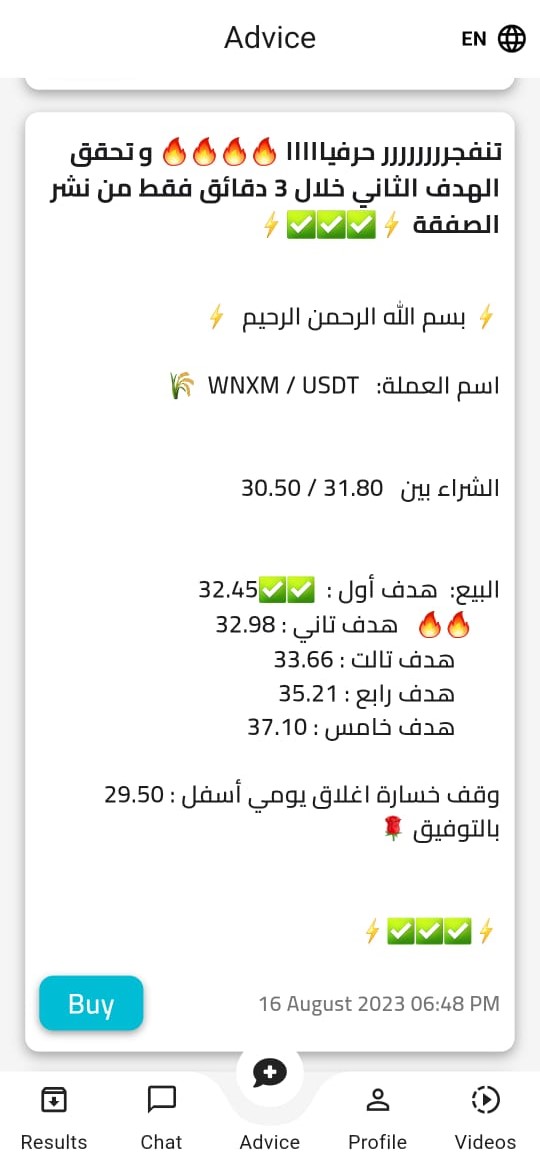 Advice
EN
تنفجررررررررر حرفياااااا 🔥🔥🔥🔥 و تحقق
الهدف الثاني خلال 3 دقائق فقط من نشر
الصفقة ⚡✅✅✅⚡
⚡ بسم الله الرحمن الرحيم ⚡
اسم العملة: WNXM / USDT 🌾
الشراء بين 31.80 / 30.50
البيع: هدف أول : ✅✅32.45
🔥🔥 هدف تاني : 32.98
هدف تالت : 33.66
هدف رابع : 35.21
هدف خامس : 37.10
وقف خسارة اغلاق يومي أسفل : 29.50
بالتوفيق 🌹
⚡✅✅✅⚡
Buy
16 August 2023 06:48 PM
Results
Chat
Advice
Profile
Videos